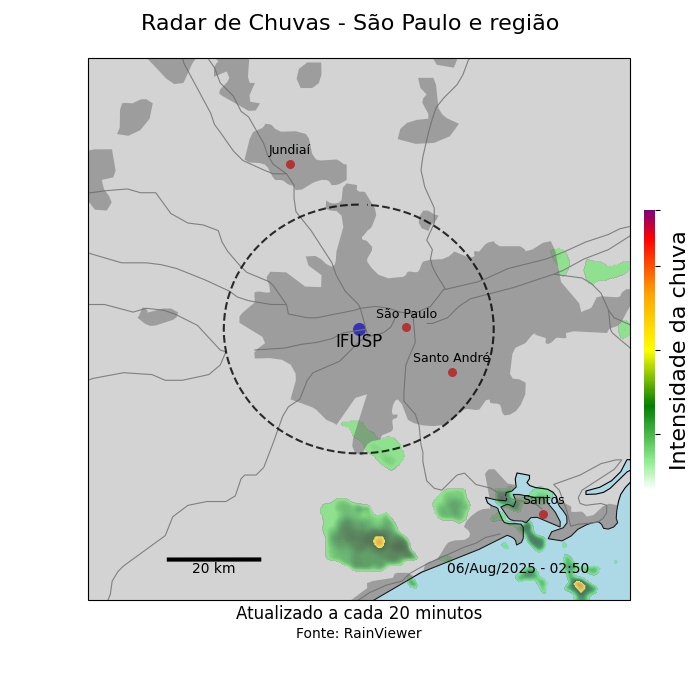 Radar de Chuvas - São Paulo e região
Jundiaí
São Paulo
IFUSP
Santo André
Santos
20 km
06/Aug/2025 - 02:50
Intensidade da chuva
Atualizado a cada 20 minutos
Fonte: RainViewer